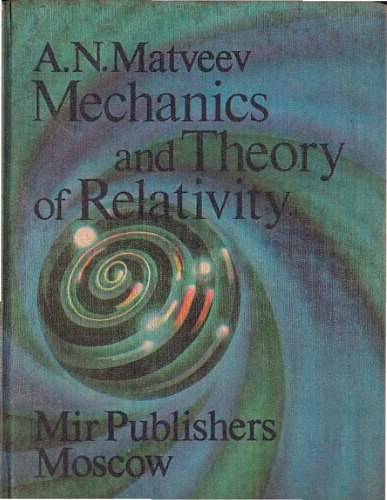 A.N.Matveev
Mechanics
and Theory
of Relativity
Mir Publishers
Moscow